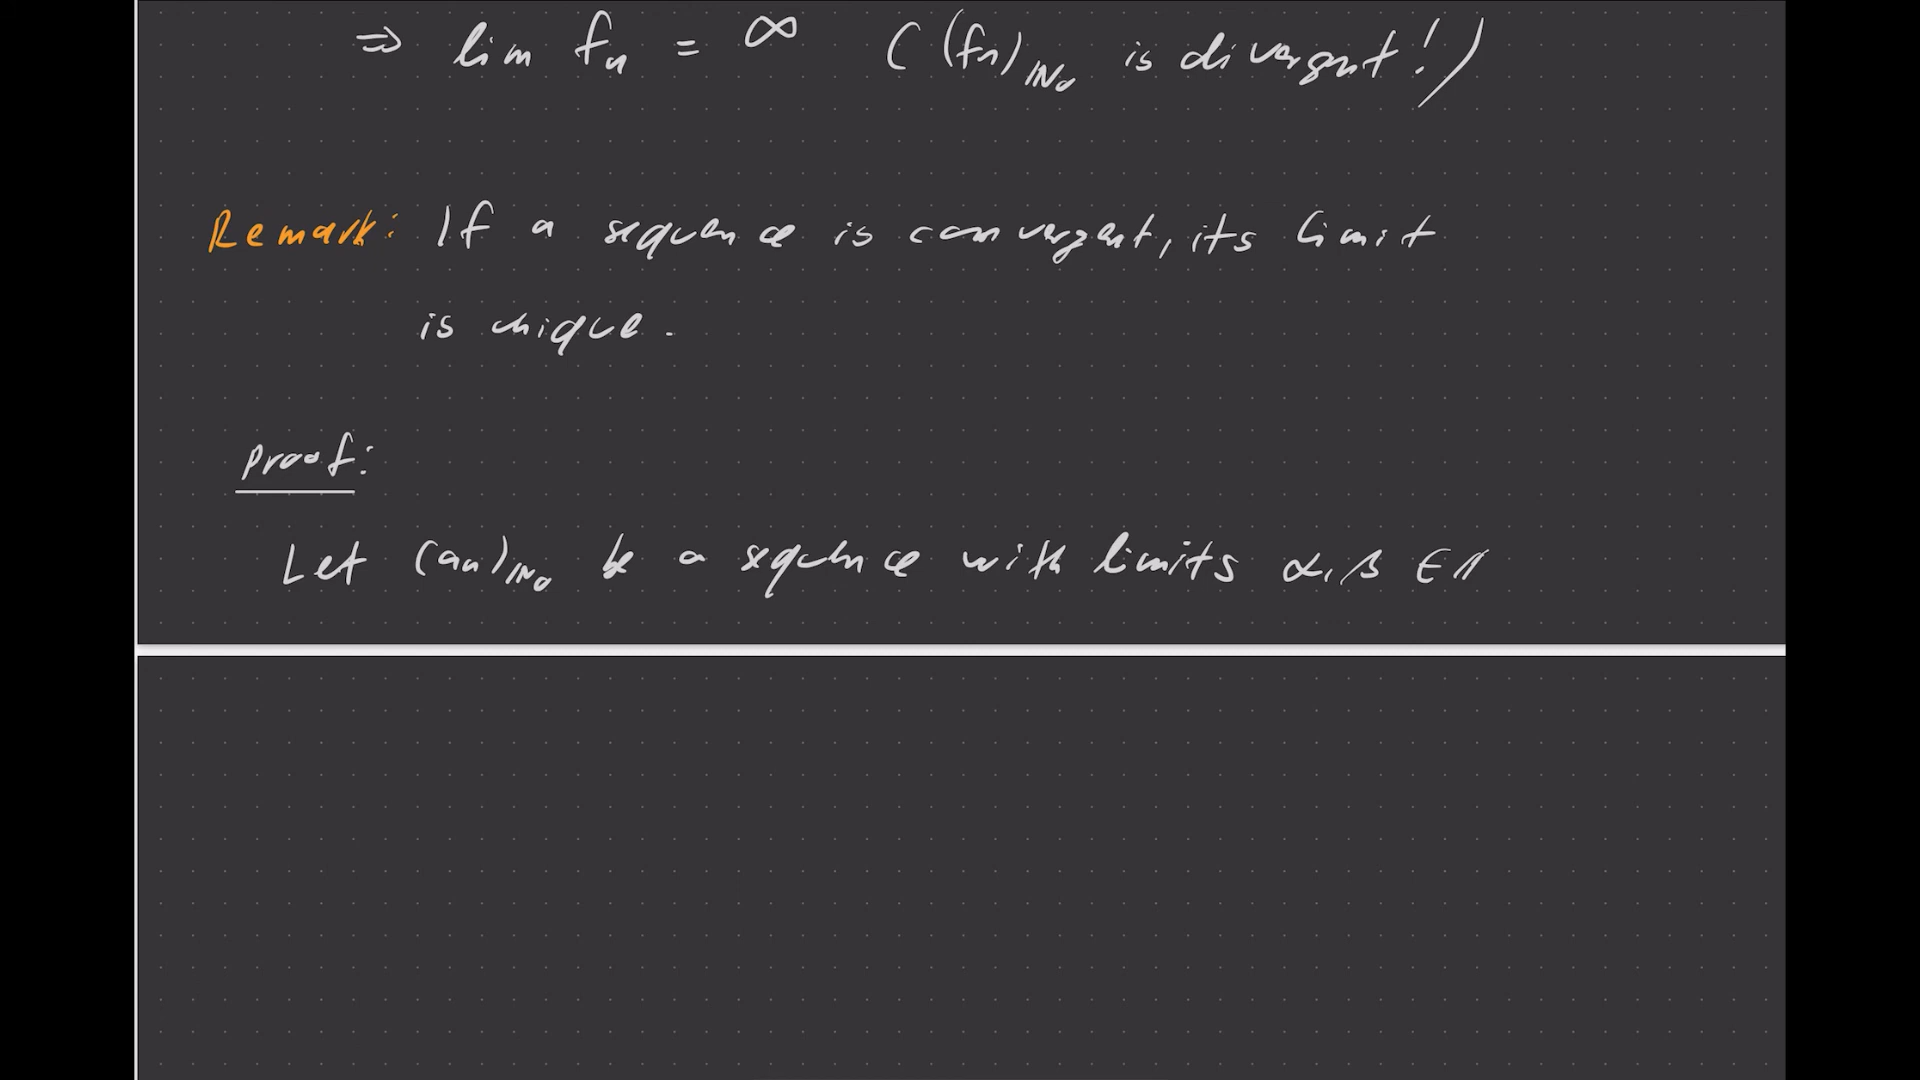 ⇒ lim fn = ∞ ((fn)ℕ₀ is divergent!)
Remark: If a sequence is convergent, its limit
is unique.
Proof:
Let (an)ℕ₀ be a sequence with limits α, β ∈